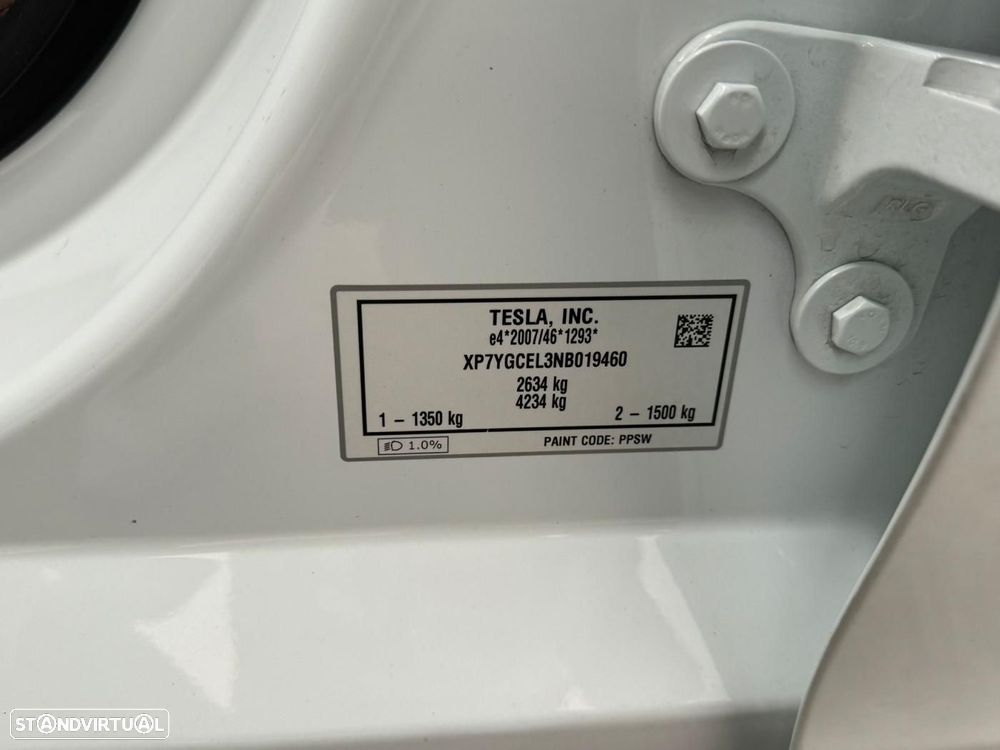 TESLA, INC.
e4*2007/46*1293*
XP7YGCEL3NB019460
2634 kg
4234 kg
1 – 1350 kg 2 – 1500 kg
1.0% PAINT CODE: PPSW
STANDVIRTUAL